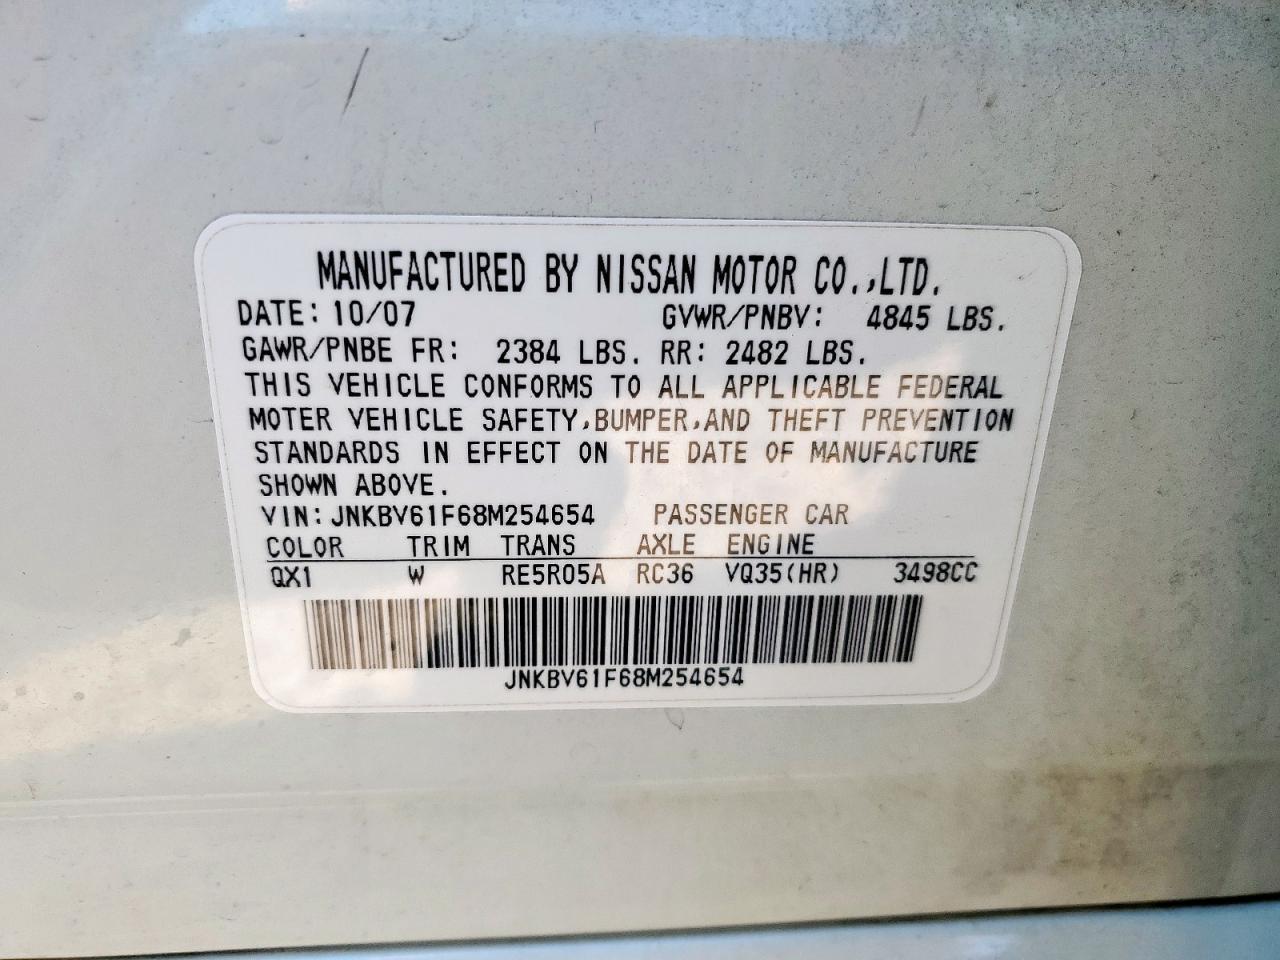 MANUFACTURED BY NISSAN MOTOR CO.,LTD.
DATE: 10/07 GVWR/PNBV: 4845 LBS.
GAWR/PNBE FR: 2384 LBS. RR: 2482 LBS.
THIS VEHICLE CONFORMS TO ALL APPLICABLE FEDERAL
MOTER VEHICLE SAFETY,BUMPER,AND THEFT PREVENTION
STANDARDS IN EFFECT ON THE DATE OF MANUFACTURE
SHOWN ABOVE.
VIN: JNKBV61F68M254654 PASSENGER CAR
COLOR TRIM TRANS AXLE ENGINE
QX1 W RE5R05A RC36 VQ35(HR) 3498CC
JNKBV61F68M254654